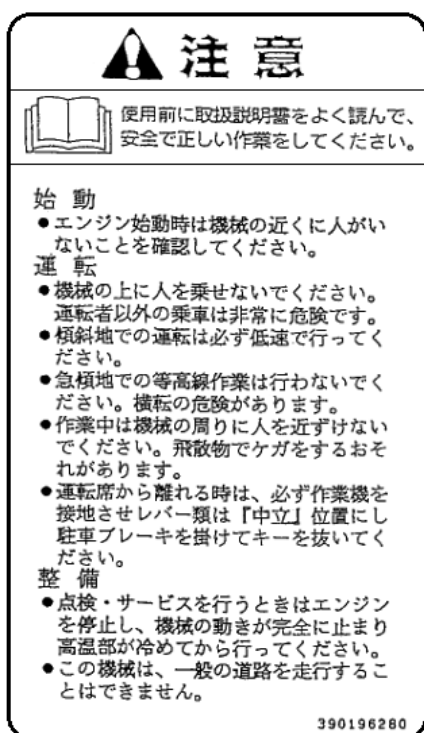 注意
使用前に取扱説明書をよく読んで、
安全で正しい作業をしてください。
始動
●エンジン始動時は機械の近くに人がい
ないことを確認してください。
運転
●機械の上に人を乗せないでください。
運転者以外の乗車は非常に危険です。
●傾斜地での運転は必ず低速で行ってく
ださい。
●急傾地での等高線作業は行わないでく
ださい。横転の危険があります。
●作業中は機械の周りに人を近ずけない
でください。飛散物でケガをするおそ
れがあります。
●運転席から離れる時は、必ず作業機を
接地させレバー類は『中立』位置にし
駐車ブレーキを掛けてキーを抜いてく
ださい。
整備
●点検・サービスを行うときはエンジン
を停止し、機械の動きが完全に止まり
高温部が冷めてから行ってください。
●この機械は、一般の道路を走行するこ
とはできません。
390196280